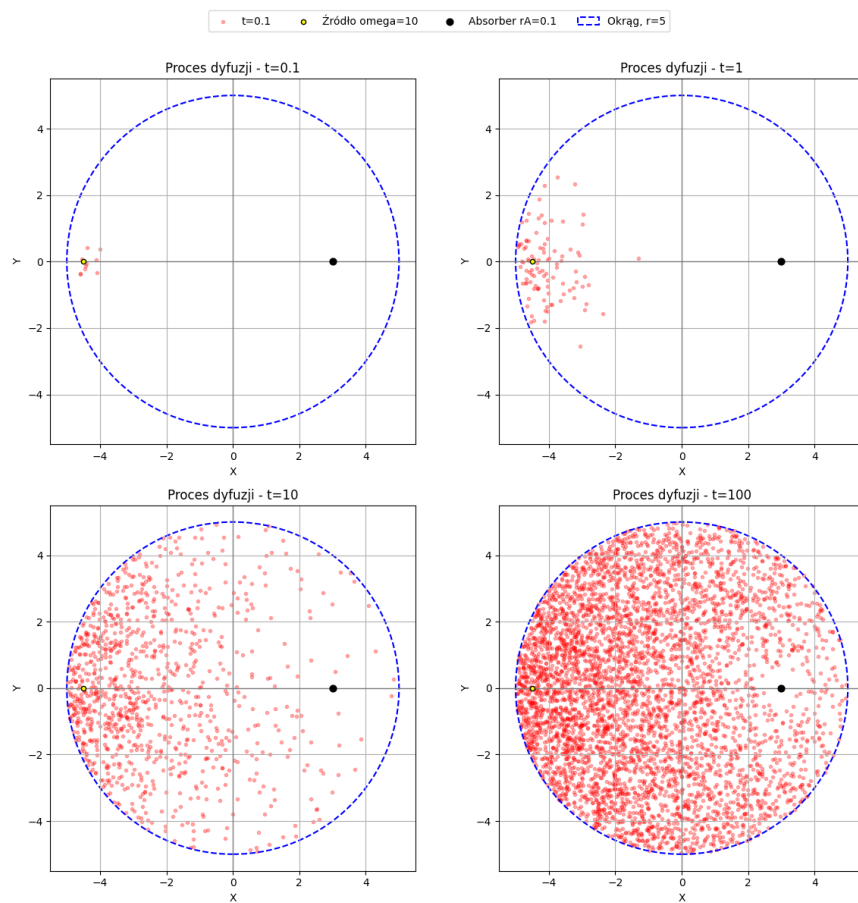 t=0.1 Źródło omega=10 Absorber rA=0.1 Okrąg, r=5
Proces dyfuzji - t=0.1
4
2
0
−2
−4
Y
−4 −2 0 2 4
X
Proces dyfuzji - t=1
4
2
0
−2
−4
Y
−4 −2 0 2 4
X
Proces dyfuzji - t=10
4
2
0
−2
−4
Y
−4 −2 0 2 4
X
Proces dyfuzji - t=100
4
2
0
−2
−4
Y
−4 −2 0 2 4
X